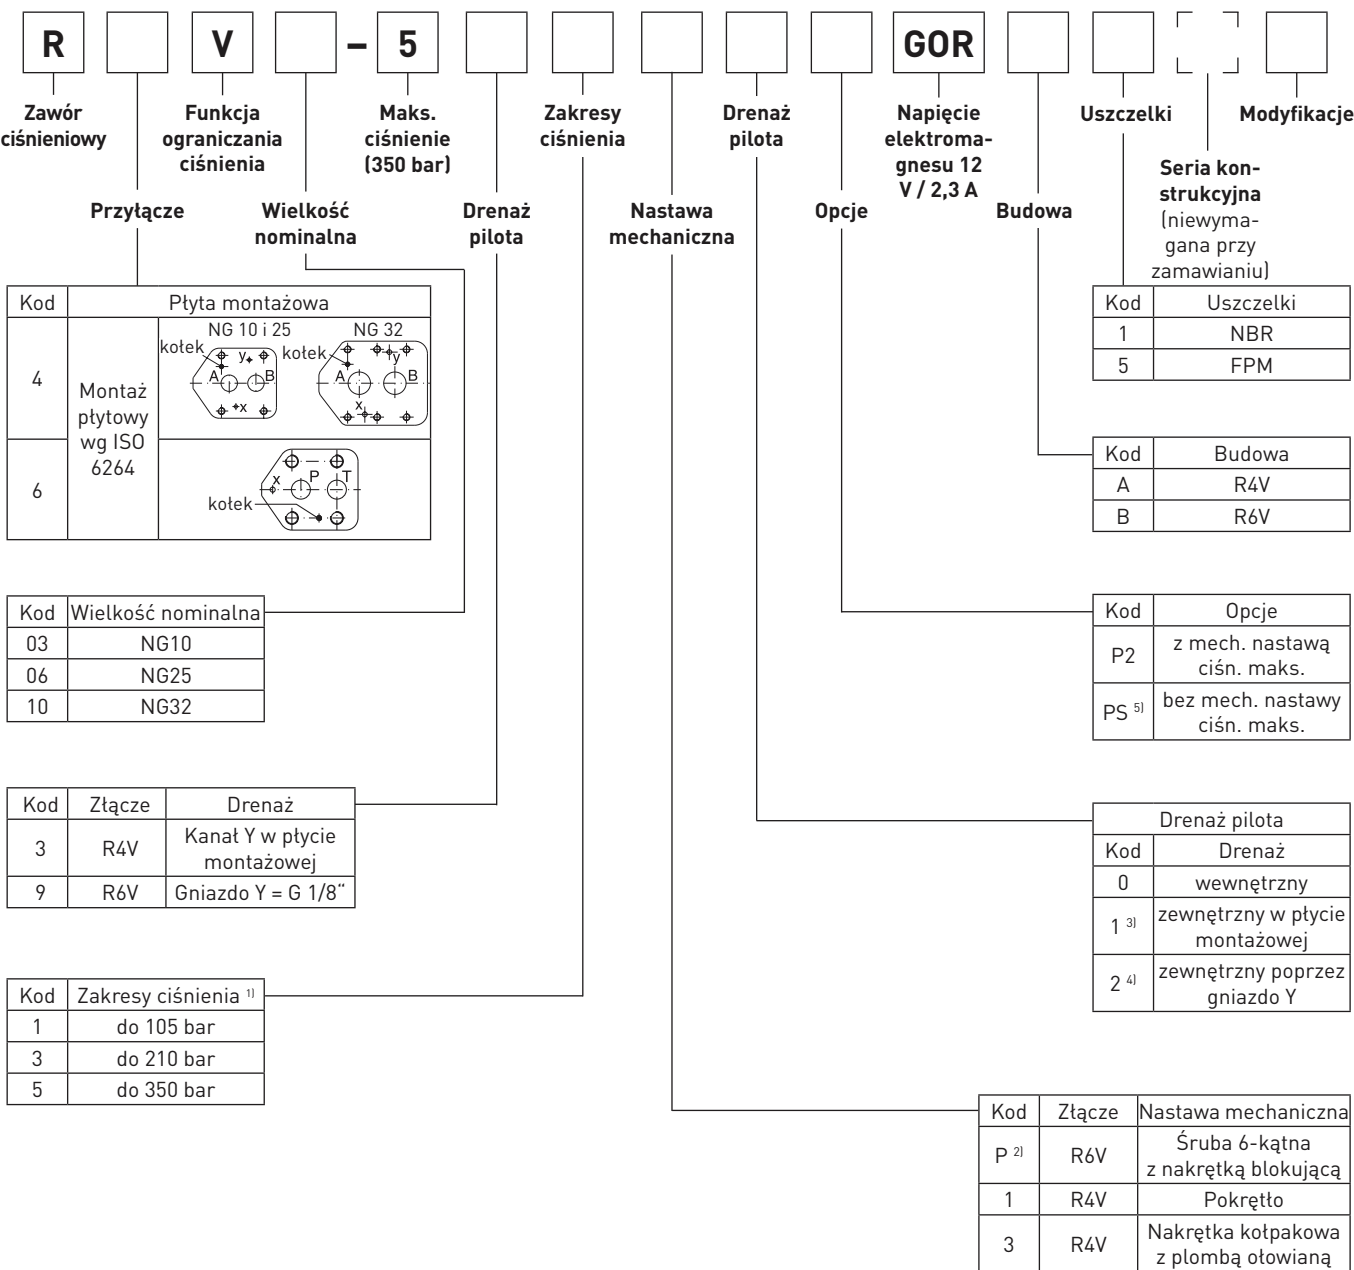 R V – 5 GOR
Zawór
ciśnieniowy
Funkcja
ograniczania
ciśnienia
Maks.
ciśnienie
(350 bar)
Zakresy
ciśnienia
Drenaż
pilota
Napięcie
elektroma-
gnesu 12
V / 2,3 A
Uszczelki
Modyfikacje
Przyłącze
Wielkość
nominalna
Drenaż
pilota
Nastawa
mechaniczna
Opcje
Budowa
Seria kon-
strukcyjna
(niewyma-
gana przy
zamawianiu)
Kod Płyta montażowa
4
Montaż
płytowy
wg ISO
6264
NG 10 i 25 NG 32
kołek y kołek y
A B A B
x x
6
x P T
kołek
Kod Uszczelki
1 NBR
5 FPM
Kod Budowa
A R4V
B R6V
Kod Wielkość nominalna
03 NG10
06 NG25
10 NG32
Kod Opcje
P2 z mech. nastawą
ciśn. maks.
PS 5) bez mech. nastawy
ciśn. maks.
Kod Złącze Drenaż
3 R4V Kanał Y w płycie
montażowej
9 R6V Gniazdo Y = G 1/8“
Drenaż pilota
Kod Drenaż
0 wewnętrzny
1 3) zewnętrzny w płycie
montażowej
2 4) zewnętrzny poprzez
gniazdo Y
Kod Zakresy ciśnienia 1)
1 do 105 bar
3 do 210 bar
5 do 350 bar
Kod Złącze Nastawa mechaniczna
P 2) R6V Śruba 6-kątna
z nakrętką blokującą
1 R4V Pokrętło
3 R4V Nakrętka kołpakowa
z plombą ołowianą